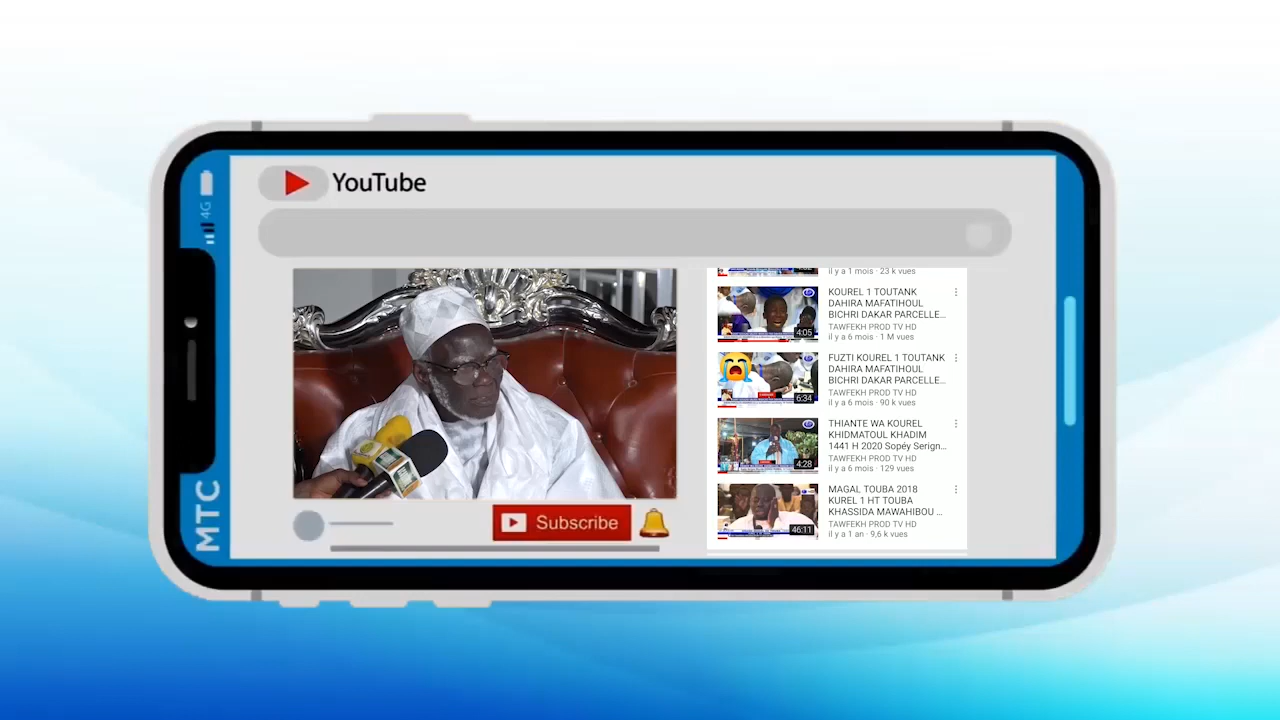 4G
MTC
YouTube
il y a 1 mois · 23 k vues
KOUREL 1 TOUTANK
DAHIRA MAFATIHOUL
BICHRI DAKAR PARCELLE...
TAWFEKH PROD TV HD
il y a 6 mois · 1 M vues
4:05
FUZTI KOUREL 1 TOUTANK
DAHIRA MAFATIHOUL
BICHRI DAKAR PARCELLE...
TAWFEKH PROD TV HD
il y a 6 mois · 90 k vues
6:34
THIANTE WA KOUREL
KHIDMATOUL KHADIM
1441 H 2020 Sopéy Serign...
TAWFEKH PROD TV HD
il y a 6 mois · 129 vues
4:28
MAGAL TOUBA 2018
KUREL 1 HT TOUBA
KHASSIDA MAWAHIBOU ...
TAWFEKH PROD TV HD
il y a 1 an · 9,6 k vues
46:11
Subscribe